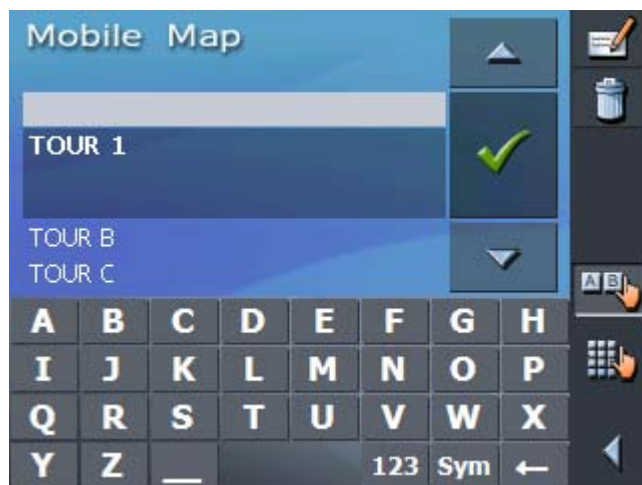 Mobile Map
TOUR 1
TOUR B
TOUR C
A B
A B C D E F G H
I J K L M N O P
Q R S T U V W X
Y Z _ 123 Sym ←